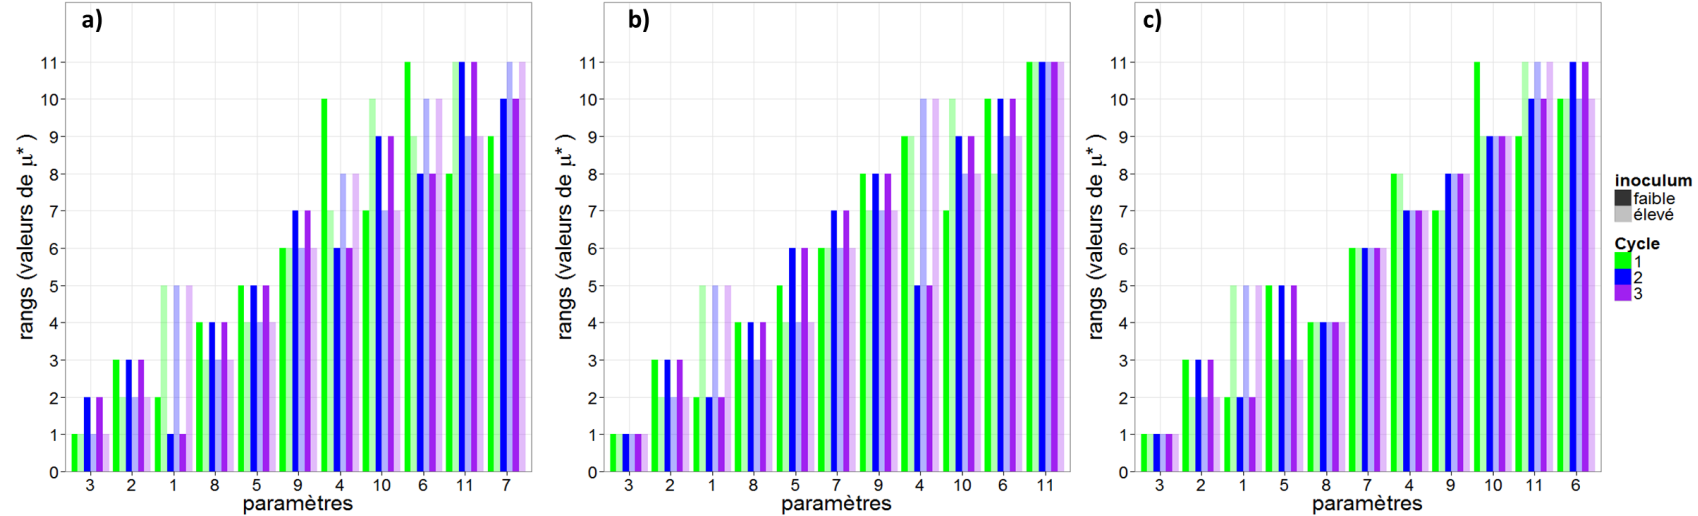 a)
rangs (valeurs de μ* )
11
10
9
8
7
6
5
4
3
2
1
0
3 2 1 8 5 9 4 10 6 11 7
paramètres
b)
rangs (valeurs de μ* )
11
10
9
8
7
6
5
4
3
2
1
0
3 2 1 8 5 7 9 4 10 6 11
paramètres
c)
rangs (valeurs de μ* )
11
10
9
8
7
6
5
4
3
2
1
0
3 2 1 5 8 7 4 9 10 11 6
paramètres
inoculum
faible
élevé
Cycle
1
2
3